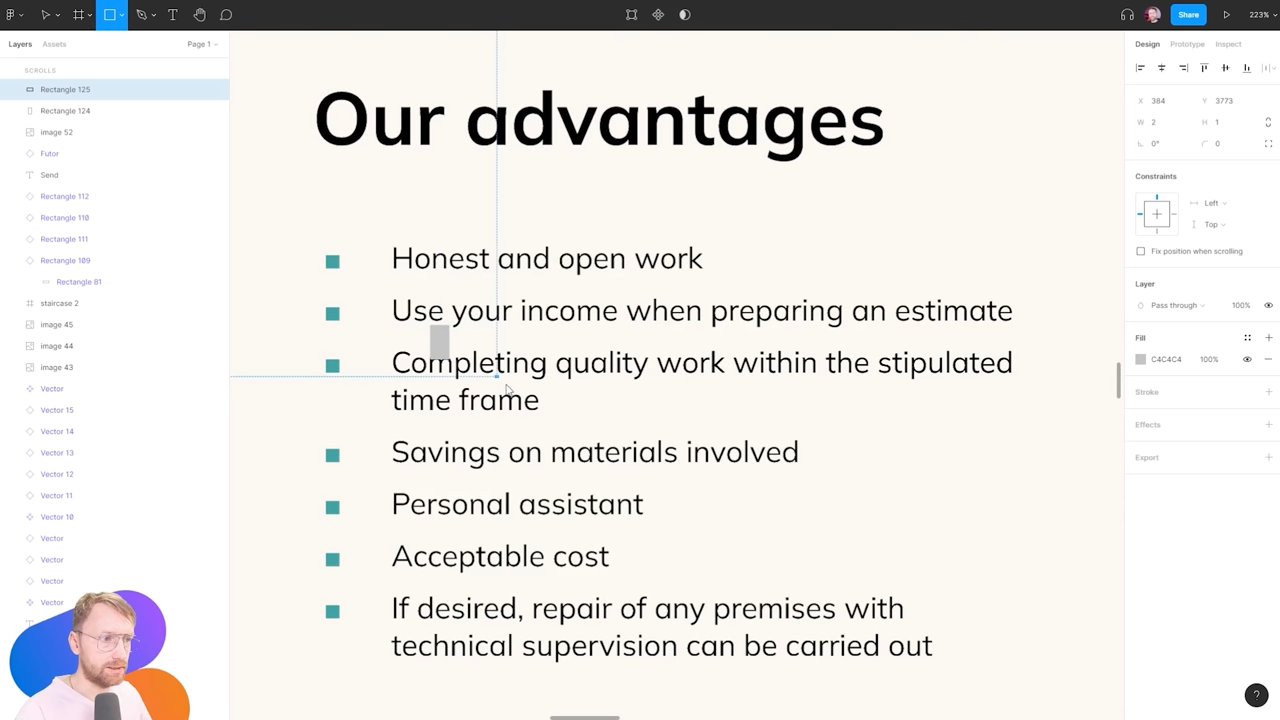 Share
223%
Layers
Assets
Page 1
Design
Prototype
Inspect
SCROLLS
Rectangle 125
Rectangle 124
image 52
Futor
Send
Rectangle 112
Rectangle 110
Rectangle 111
Rectangle 109
Rectangle 81
staircase 2
image 45
image 44
image 43
Vector
Vector 15
Vector 14
Vector 13
Vector 12
Vector 11
Vector 10
Vector
Vector
Vector
Vector
Our advantages
Honest and open work
Use your income when preparing an estimate
Completing quality work within the stipulated
time frame
Savings on materials involved
Personal assistant
Acceptable cost
If desired, repair of any premises with
technical supervision can be carried out
X 384 Y 3773
W 2 H 1
0° 0
Constraints
Left
Top
Fix position when scrolling
Layer
Pass through 100%
Fill
C4C4C4 100%
Stroke
Effects
Export
?